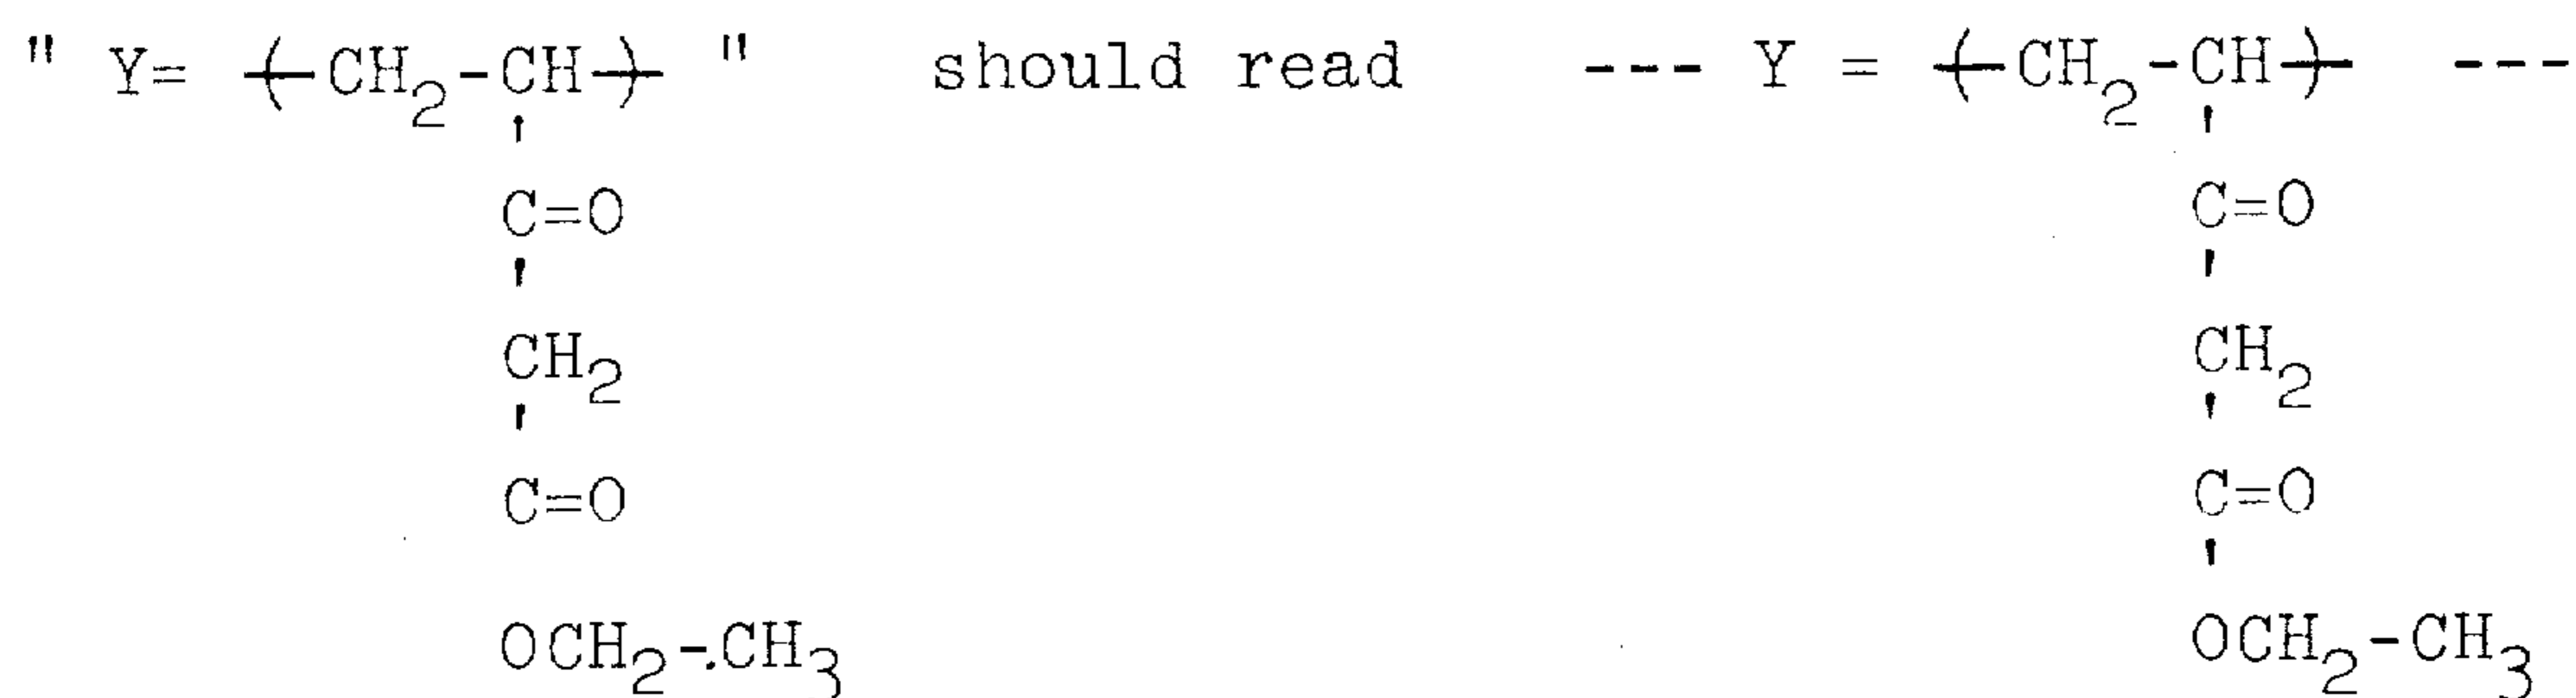 " Y= -(-CH2-CH-)- " should read --- Y = -(-CH2-CH-)- ---
' '
C=O C=O
' '
CH2 CH2
' '
C=O C=O
'
OCH2-.CH3 OCH2-CH3